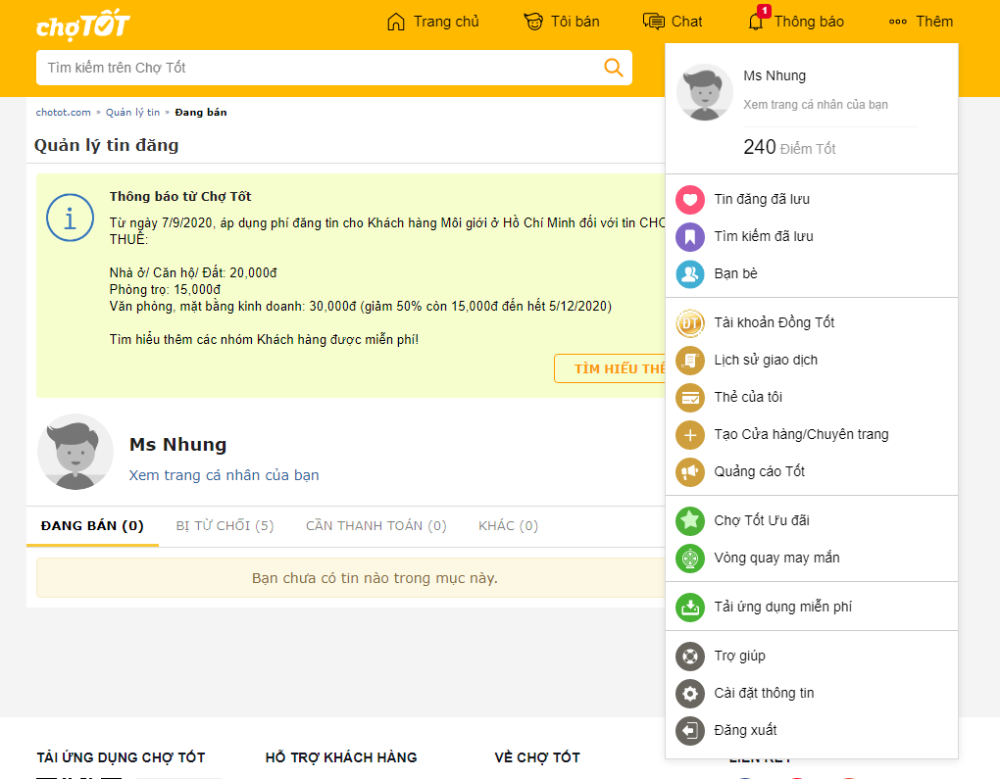 chợTỐT
Trang chủ
Tôi bán
Chat
1
Thông báo
Thêm
Tìm kiếm trên Chợ Tốt
chotot.com » Quản lý tin » Đang bán
Quản lý tin đăng
Thông báo từ Chợ Tốt
Từ ngày 7/9/2020, áp dụng phí đăng tin cho Khách hàng Môi giới ở Hồ Chí Minh đối với tin CHO
THUÊ:
Nhà ở/ Căn hộ/ Đất: 20,000đ
Phòng trọ: 15,000đ
Văn phòng, mặt bằng kinh doanh: 30,000đ (giảm 50% còn 15,000đ đến hết 5/12/2020)
Tìm hiểu thêm các nhóm Khách hàng được miễn phí!
TÌM HIỂU THÊ
Ms Nhung
Xem trang cá nhân của bạn
ĐANG BÁN (0)
BỊ TỪ CHỐI (5)
CẦN THANH TOÁN (0)
KHÁC (0)
Bạn chưa có tin nào trong mục này.
Ms Nhung
Xem trang cá nhân của bạn
240 Điểm Tốt
Tin đăng đã lưu
Tìm kiếm đã lưu
Bạn bè
ĐT
Tài khoản Đồng Tốt
Lịch sử giao dịch
Thẻ của tôi
Tạo Cửa hàng/Chuyên trang
Quảng cáo Tốt
Chợ Tốt Ưu đãi
Vòng quay may mắn
Tải ứng dụng miễn phí
Trợ giúp
Cài đặt thông tin
Đăng xuất
TẢI ỨNG DỤNG CHỢ TỐT
HỖ TRỢ KHÁCH HÀNG
VỀ CHỢ TỐT
LIÊN KẾT